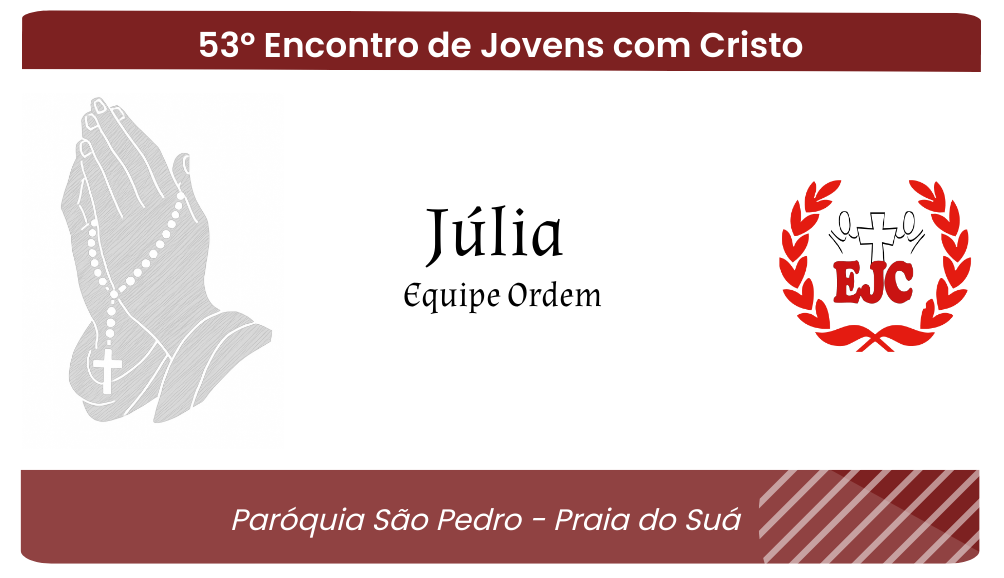 53º Encontro de Jovens com Cristo
Júlia
Equipe Ordem
EJC
Paróquia São Pedro - Praia do Suá